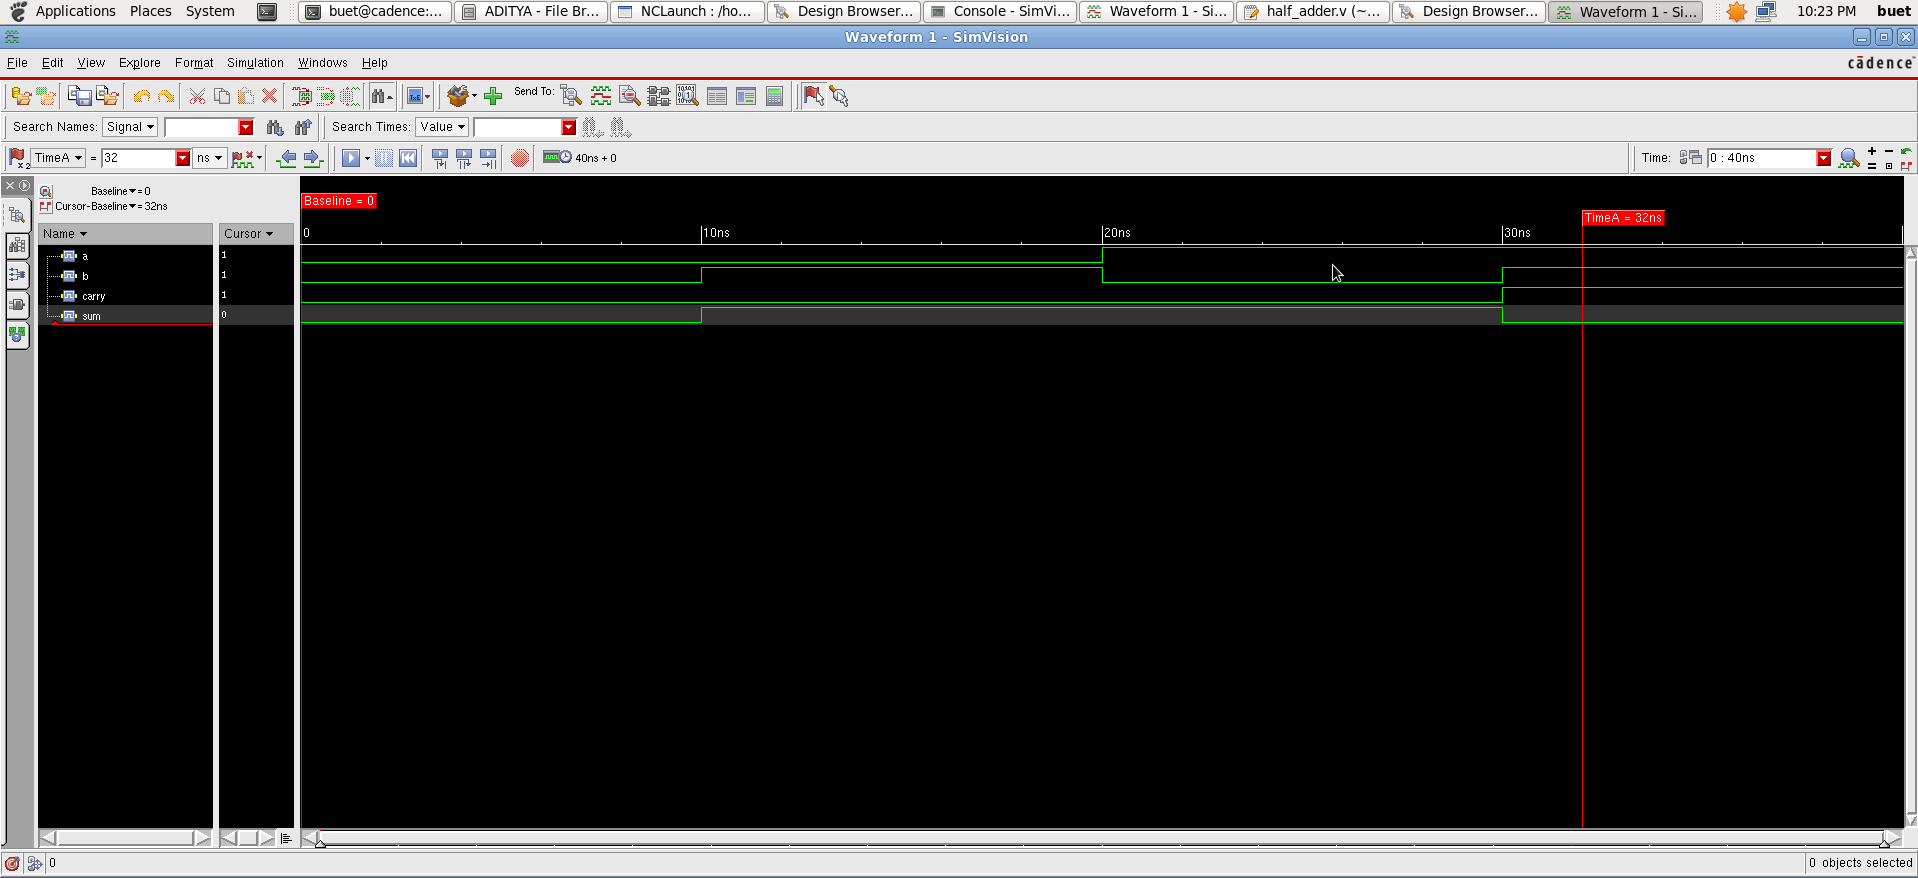 Applications Places System buet@cadence:... ADITYA - File Br... NCLaunch : /ho... Design Browser... Console - SimVi... Waveform 1 - Si... half_adder.v (~... Design Browser... Waveform 1 - Si... 10:23 PM buet
Waveform 1 - SimVision
File Edit View Explore Format Simulation Windows Help cādence
Send To:
Search Names: Signal Search Times: Value
TimeA = 32 ns 40ns + 0 Time: 0 : 40ns
Baseline = 0
Cursor-Baseline = 32ns
Baseline = 0
TimeA = 32ns
Name Cursor 0 10ns 20ns 30ns
a 1
b 1
carry 1
sum 0
0 0 objects selected